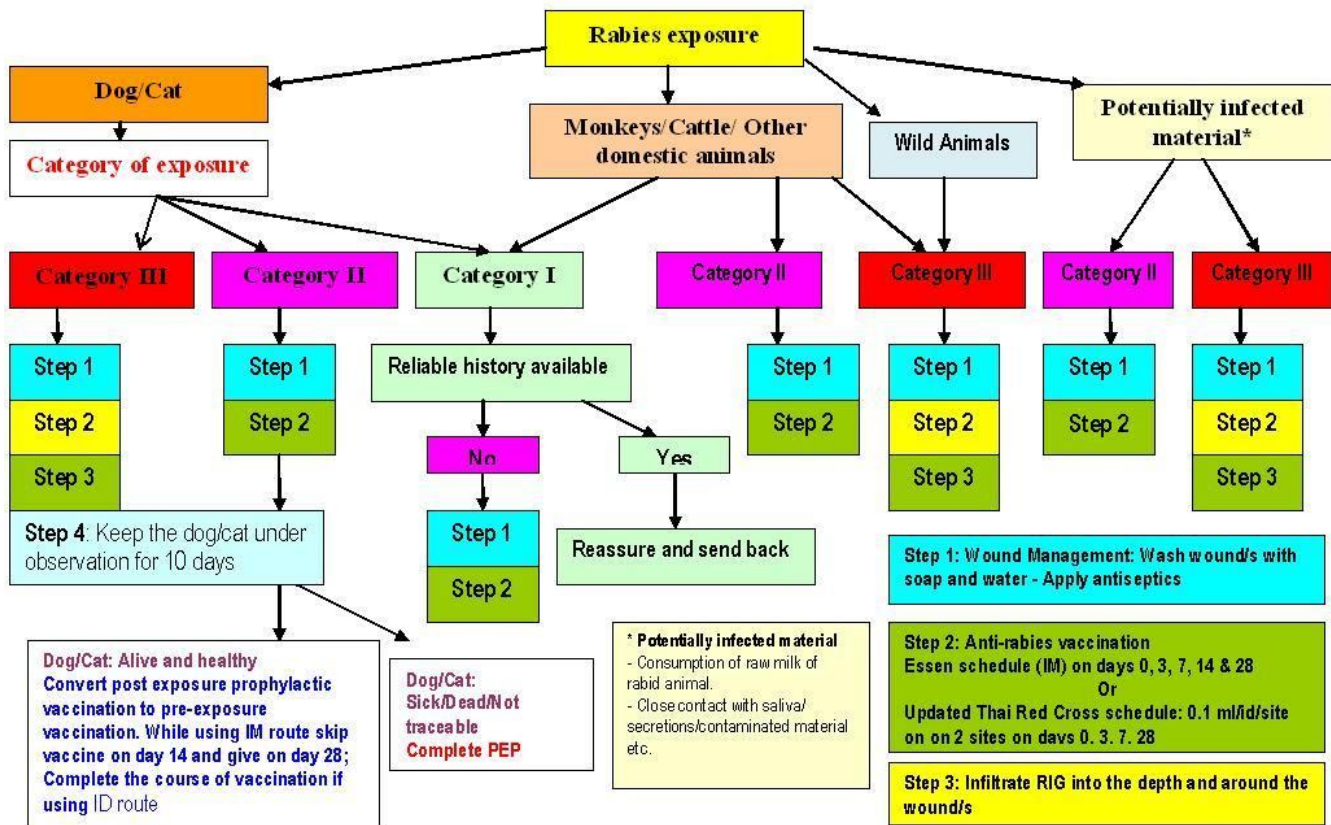 Rabies exposure
Dog/Cat
Monkeys/Cattle/ Other
domestic animals
Wild Animals
Potentially infected
material*
Category of exposure
Category III
Category II
Category I
Category II
Category III
Category II
Category III
Step 1
Step 2
Step 3
Step 1
Step 2
Reliable history available
No
Yes
Step 1
Step 2
Reassure and send back
Step 1
Step 2
Step 1
Step 2
Step 3
Step 1
Step 2
Step 1
Step 2
Step 3
Step 4: Keep the dog/cat under
observation for 10 days
Dog/Cat: Alive and healthy
Convert post exposure prophylactic
vaccination to pre-exposure
vaccination. While using IM route skip
vaccine on day 14 and give on day 28;
Complete the course of vaccination if
using ID route
Dog/Cat:
Sick/Dead/Not
traceable
Complete PEP
* Potentially infected material
- Consumption of raw milk of
rabid animal.
- Close contact with saliva/
secretions/contaminated material
etc.
Step 1: Wound Management: Wash wound/s with
soap and water - Apply antiseptics
Step 2: Anti-rabies vaccination
Essen schedule (IM) on days 0, 3, 7, 14 & 28
Or
Updated Thai Red Cross schedule: 0.1 ml/id/site
on on 2 sites on days 0. 3. 7. 28
Step 3: Infiltrate RIG into the depth and around the
wound/s